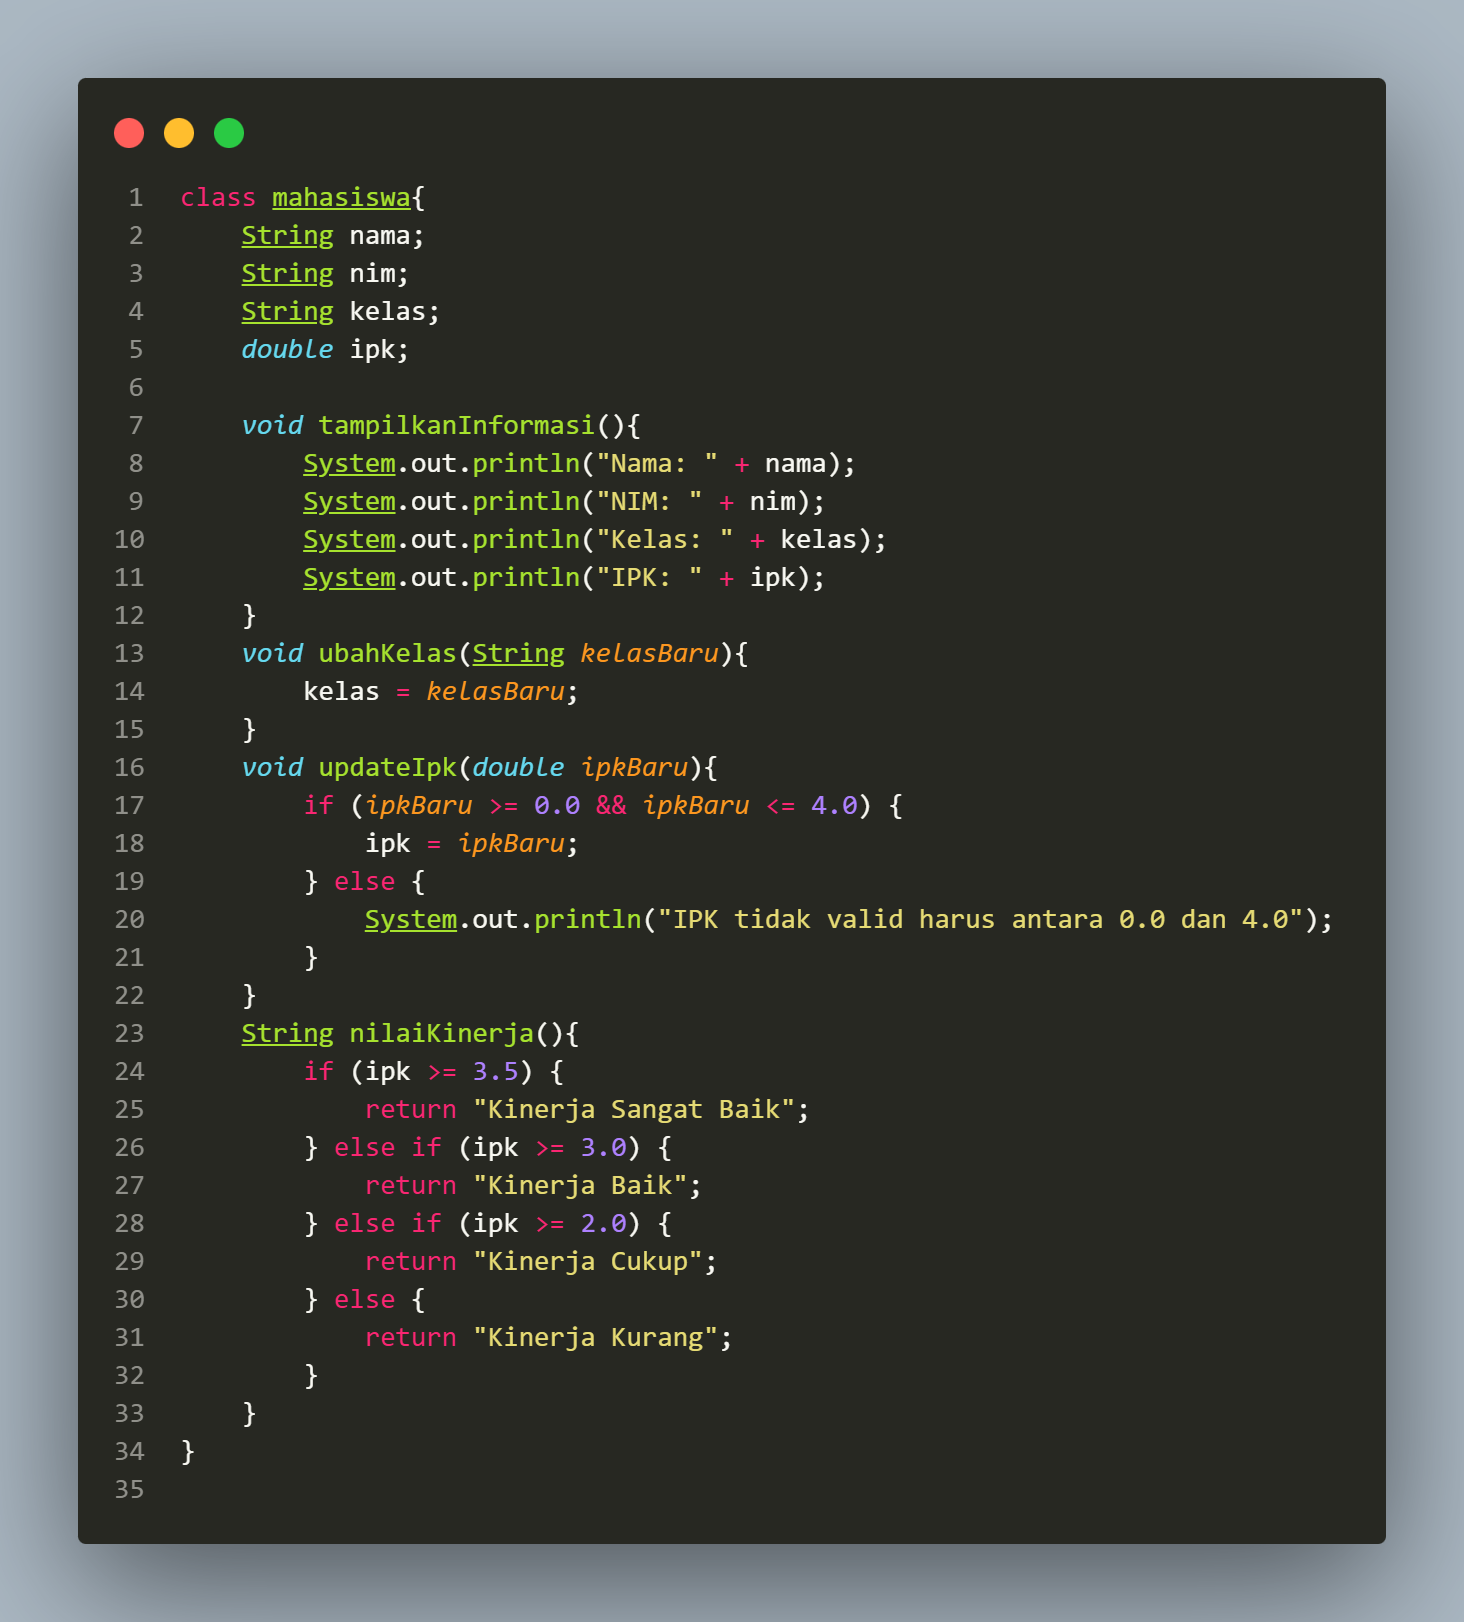 1 class mahasiswa{
2     String nama;
3     String nim;
4     String kelas;
5     double ipk;
6
7     void tampilkanInformasi(){
8         System.out.println("Nama: " + nama);
9         System.out.println("NIM: " + nim);
10         System.out.println("Kelas: " + kelas);
11         System.out.println("IPK: " + ipk);
12     }
13     void ubahKelas(String kelasBaru){
14         kelas = kelasBaru;
15     }
16     void updateIpk(double ipkBaru){
17         if (ipkBaru >= 0.0 && ipkBaru <= 4.0) {
18             ipk = ipkBaru;
19         } else {
20             System.out.println("IPK tidak valid harus antara 0.0 dan 4.0");
21         }
22     }
23     String nilaiKinerja(){
24         if (ipk >= 3.5) {
25             return "Kinerja Sangat Baik";
26         } else if (ipk >= 3.0) {
27             return "Kinerja Baik";
28         } else if (ipk >= 2.0) {
29             return "Kinerja Cukup";
30         } else {
31             return "Kinerja Kurang";
32         }
33     }
34 }
35